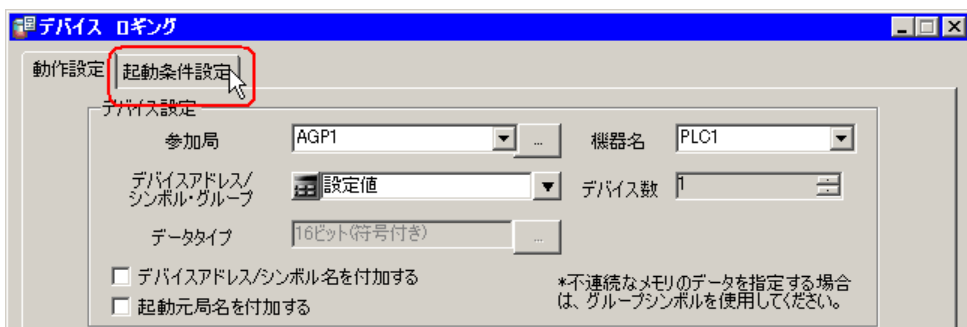 デバイス ロギング
動作設定 起動条件設定
デバイス設定
参加局 AGP1 ... 機器名 PLC1
デバイスアドレス/
シンボル・グループ 設定値 デバイス数 1
データタイプ 16ビット(符号付き) ...
デバイスアドレス/シンボル名を付加する
起動元局名を付加する
*不連続なメモリのデータを指定する場合
は、グループシンボルを使用してください。